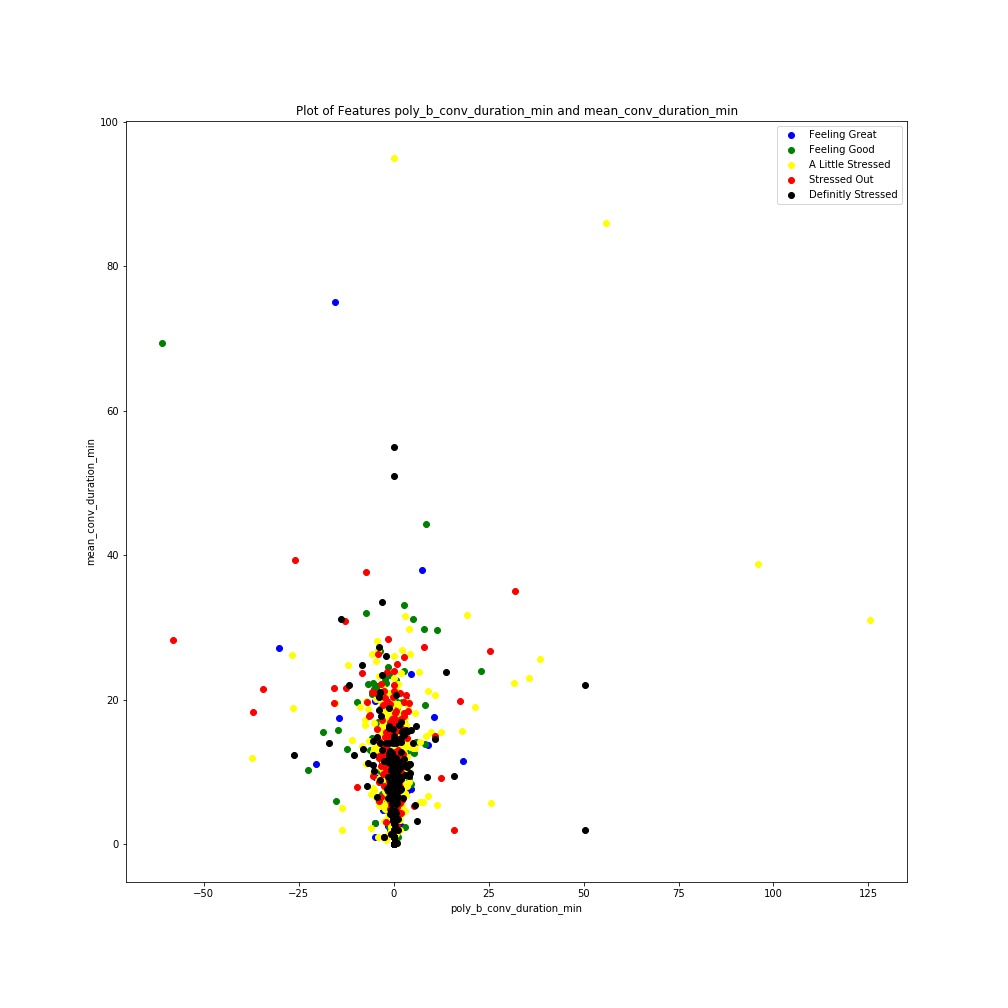 Plot of Features poly_b_conv_duration_min and mean_conv_duration_min
Feeling Great
Feeling Good
A Little Stressed
Stressed Out
Definitly Stressed
100
80
60
40
20
0
mean_conv_duration_min
−50
−25
0
25
50
75
100
125
poly_b_conv_duration_min